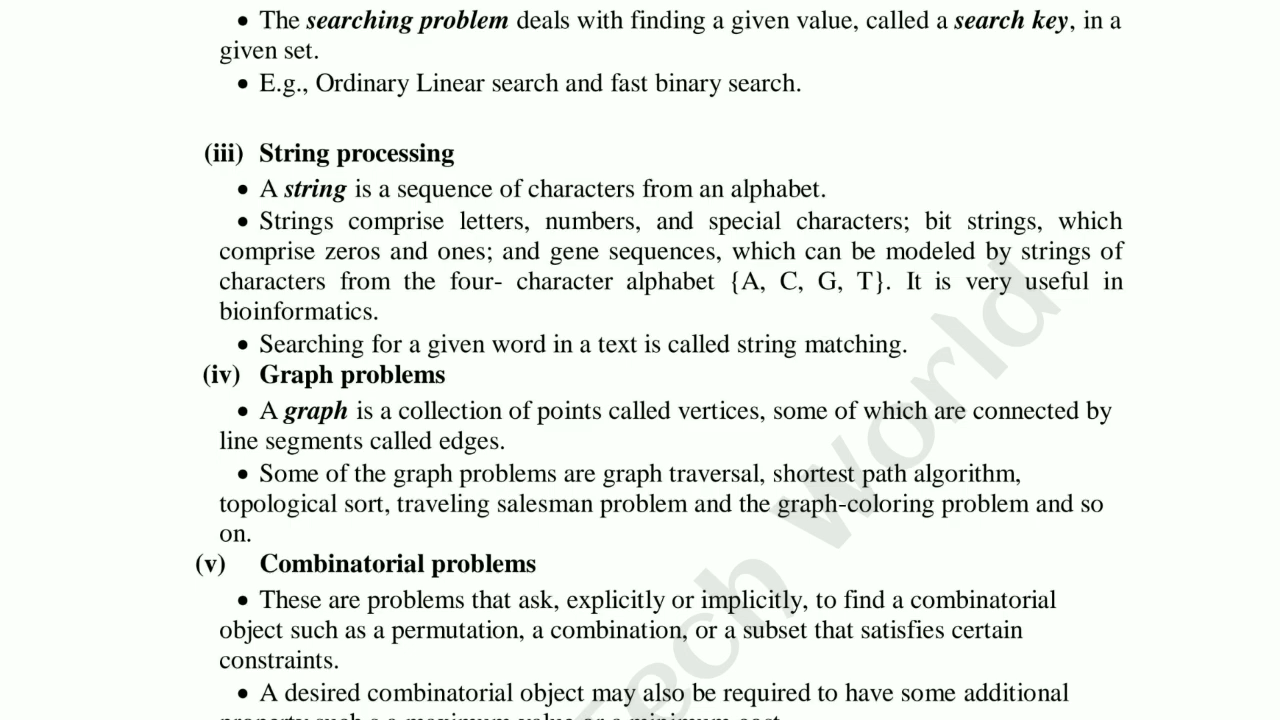 • The searching problem deals with finding a given value, called a search key, in a
given set.
• E.g., Ordinary Linear search and fast binary search.
(iii) String processing
• A string is a sequence of characters from an alphabet.
• Strings comprise letters, numbers, and special characters; bit strings, which
comprise zeros and ones; and gene sequences, which can be modeled by strings of
characters from the four- character alphabet {A, C, G, T}. It is very useful in
bioinformatics.
• Searching for a given word in a text is called string matching.
(iv) Graph problems
• A graph is a collection of points called vertices, some of which are connected by
line segments called edges.
• Some of the graph problems are graph traversal, shortest path algorithm,
topological sort, traveling salesman problem and the graph-coloring problem and so
on.
(v) Combinatorial problems
• These are problems that ask, explicitly or implicitly, to find a combinatorial
object such as a permutation, a combination, or a subset that satisfies certain
constraints.
• A desired combinatorial object may also be required to have some additional
Tech World